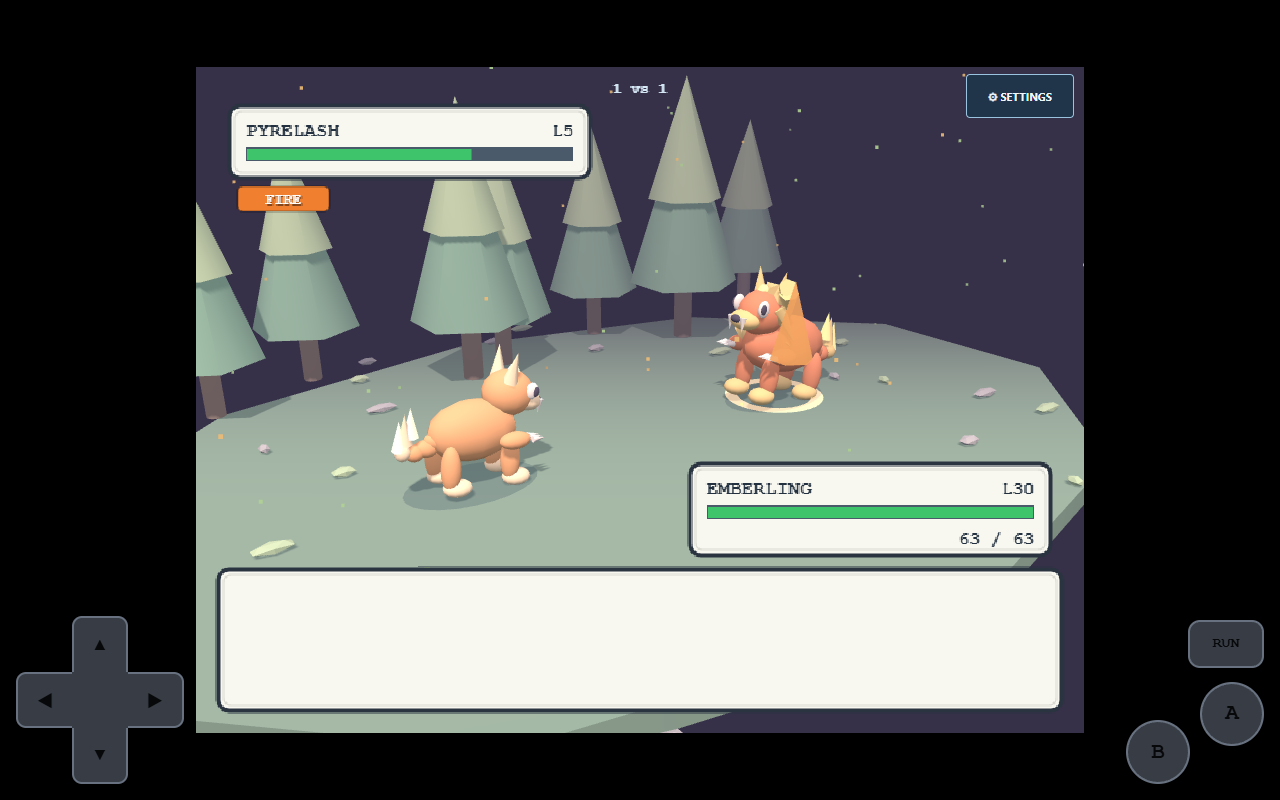 1 vs 1
⚙ SETTINGS
PYRELASH L5
FIRE
EMBERLING L30
63 / 63
RUN
A
B